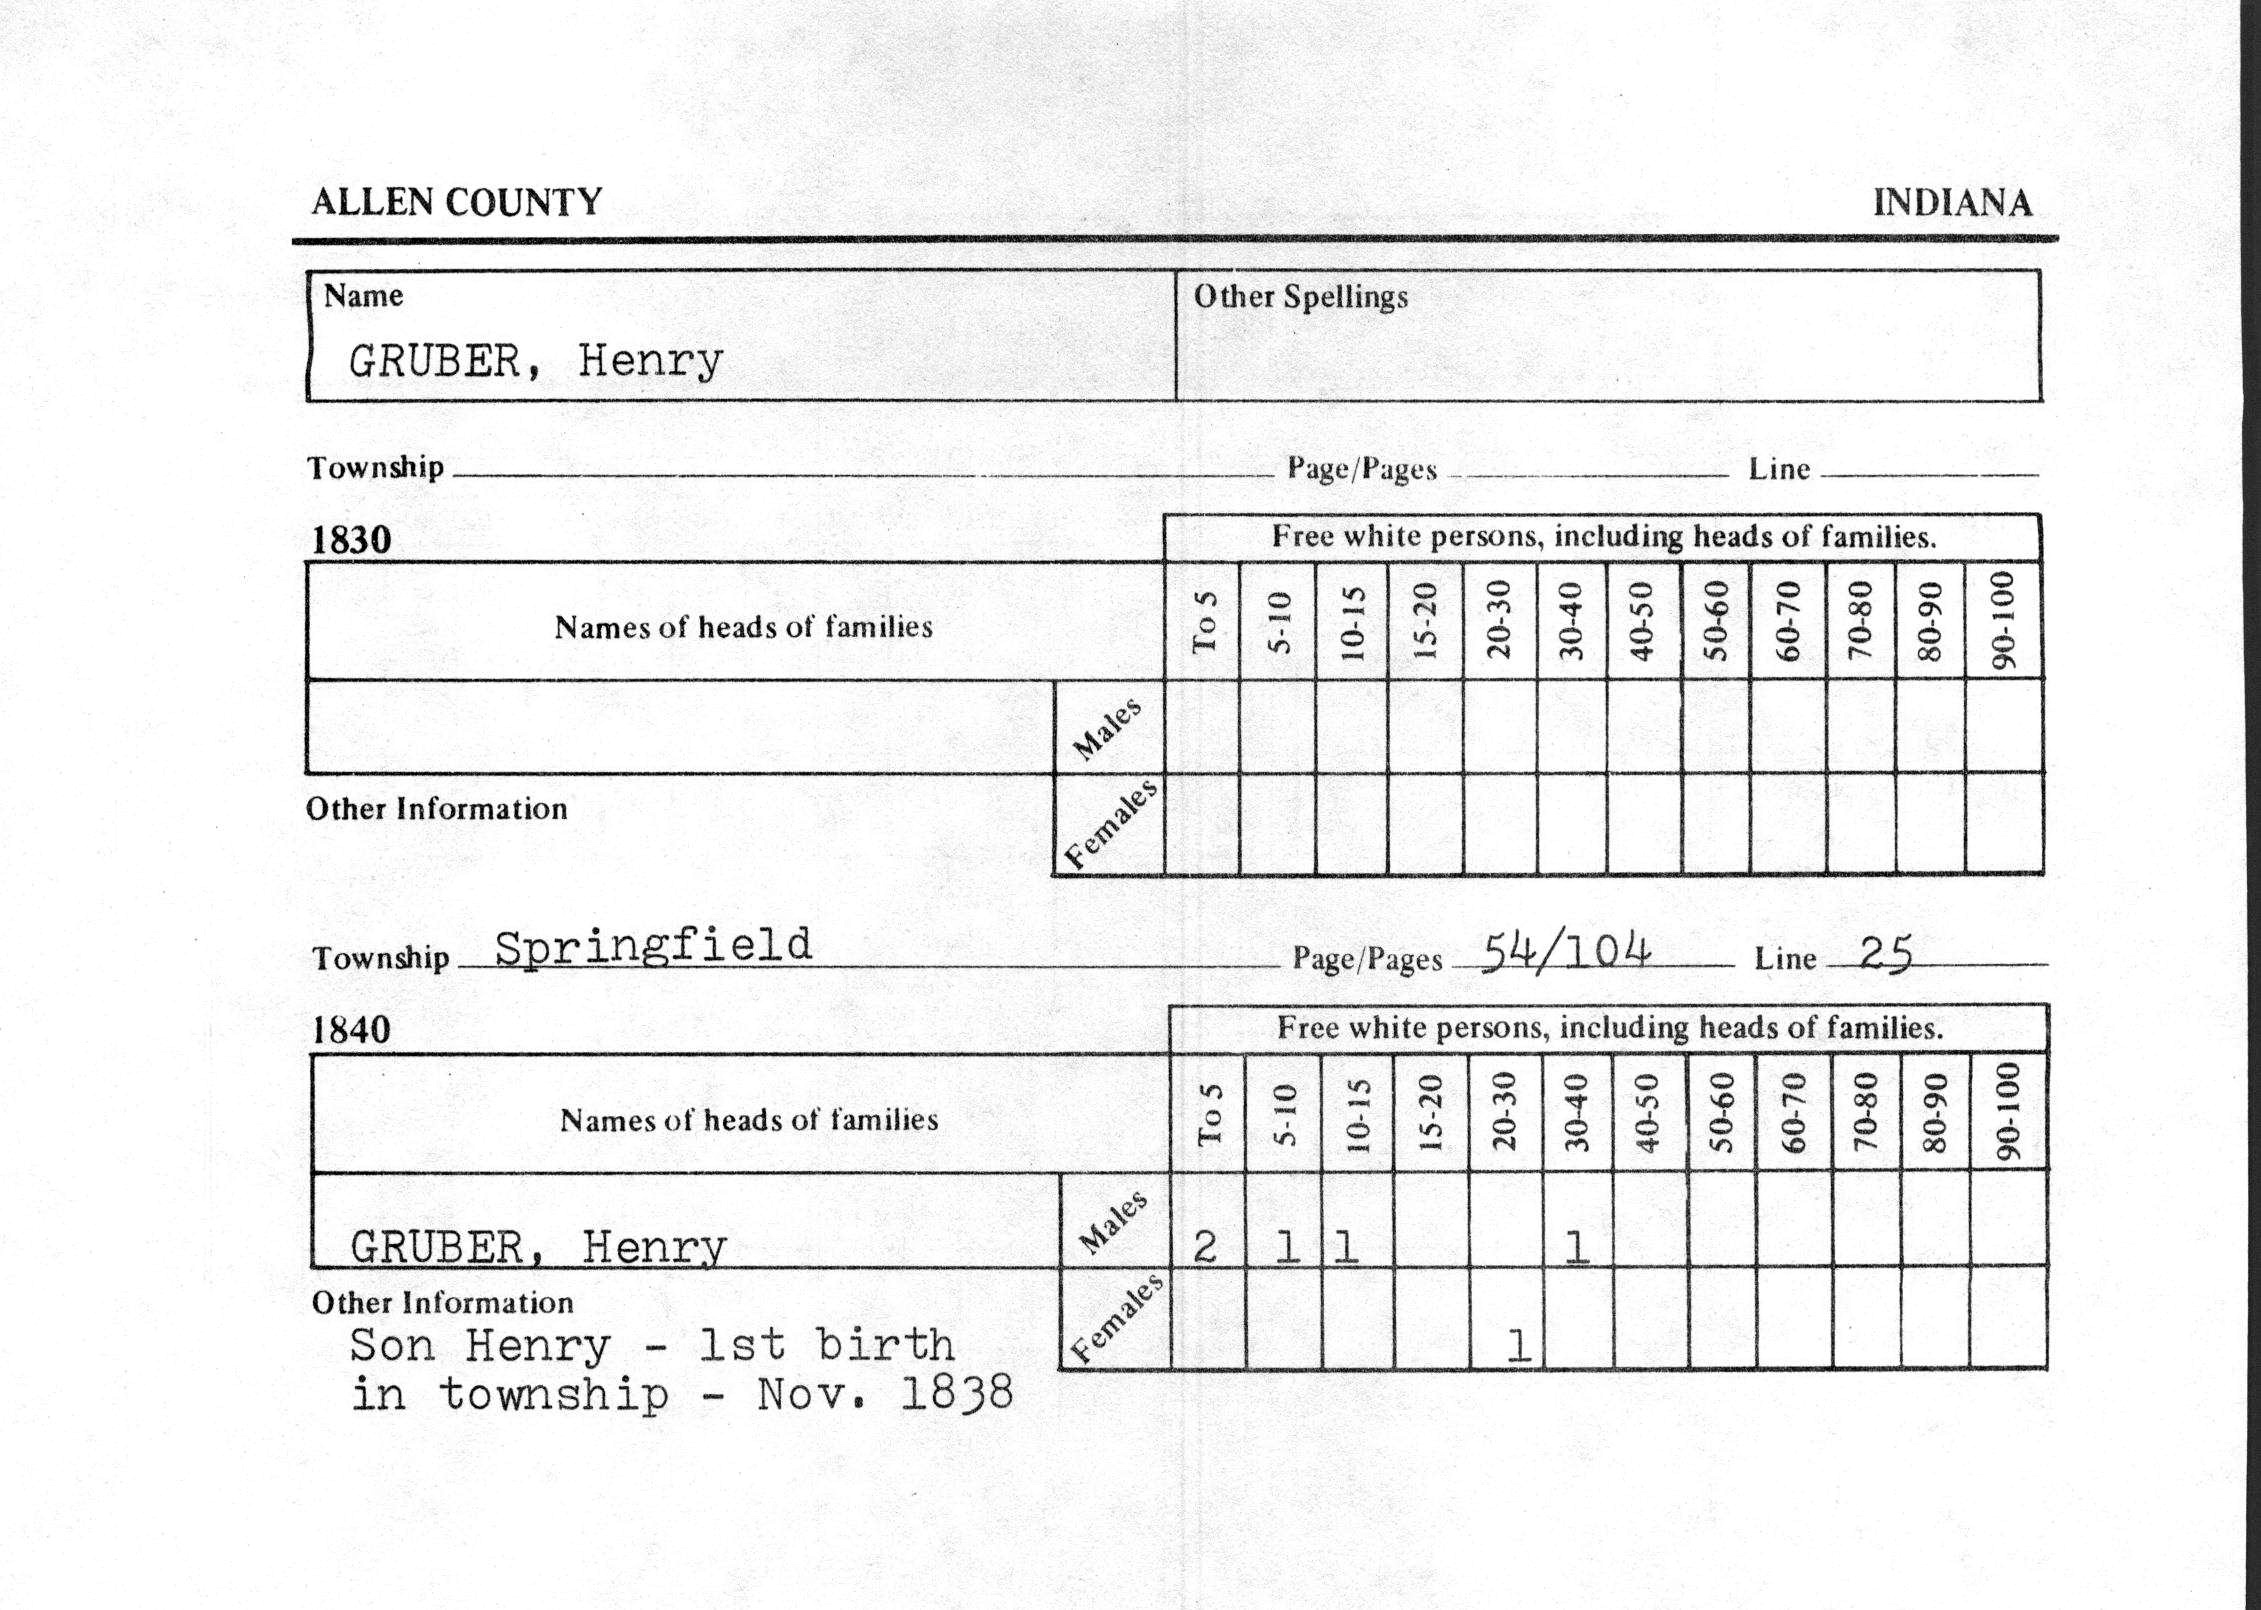 ALLEN COUNTY INDIANA
Name Other Spellings
GRUBER, Henry
Township Page/Pages Line
1830 Free white persons, including heads of families.
Names of heads of families To 5 5-10 10-15 15-20 20-30 30-40 40-50 50-60 60-70 70-80 80-90 90-100
Males
Other Information Females
Township Springfield Page/Pages 54/104 Line 25
1840 Free white persons, including heads of families.
Names of heads of families To 5 5-10 10-15 15-20 20-30 30-40 40-50 50-60 60-70 70-80 80-90 90-100
GRUBER, Henry Males 2 1 1 1
Other Information Females 1
Son Henry - 1st birth
in township - Nov. 1838